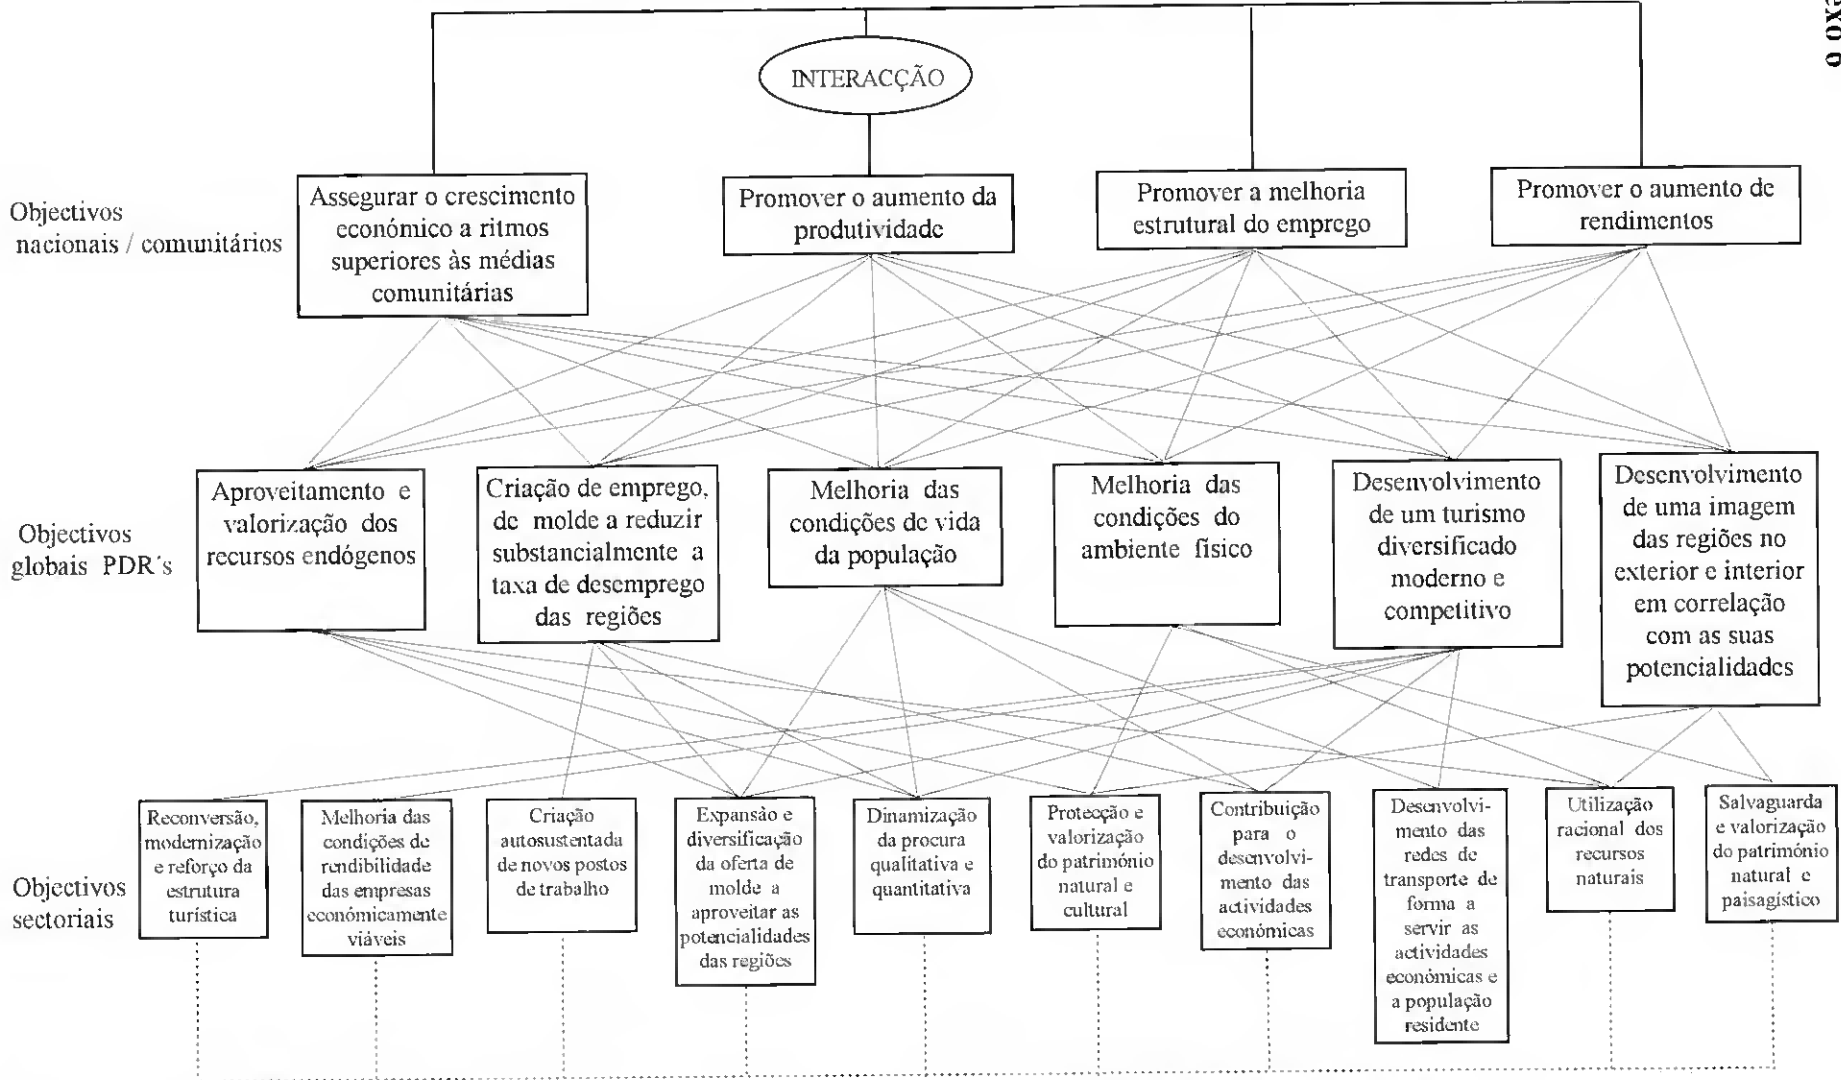 exo 6
INTERACÇÃO
Objectivos
nacionais / comunitários
Assegurar o crescimento
económico a ritmos
superiores às médias
comunitárias
Promover o aumento da
produtividade
Promover a melhoria
estrutural do emprego
Promover o aumento de
rendimentos
Objectivos
globais PDR´s
Aproveitamento e
valorização dos
recursos endógenos
Criação de emprego,
de molde a reduzir
substancialmente a
taxa de desemprego
das regiões
Melhoria das
condições de vida
da população
Melhoria das
condições do
ambiente físico
Desenvolvimento
de um turismo
diversificado
moderno e
competitivo
Desenvolvimento
de uma imagem
das regiões no
exterior e interior
em correlação
com as suas
potencialidades
Objectivos
sectoriais
Reconversão,
modernização
e reforço da
estrutura
turística
Melhoria das
condições de
rendibilidade
das empresas
económicamente
viáveis
Criação
autosustentada
de novos postos
de trabalho
Expansão e
diversificação
da oferta de
molde a
aproveitar as
potencialidades
das regiões
Dinamização
da procura
qualitativa e
quantitativa
Protecção e
valorização
do património
natural e
cultural
Contribuição
para o
desenvolvi-
mento das
actividades
económicas
Desenvolvi-
mento das
redes de
transporte de
forma a
servir as
actividades
económicas e
a população
residente
Utilização
racional dos
recursos
naturais
Salvaguarda
e valorização
do património
natural e
paisagístico